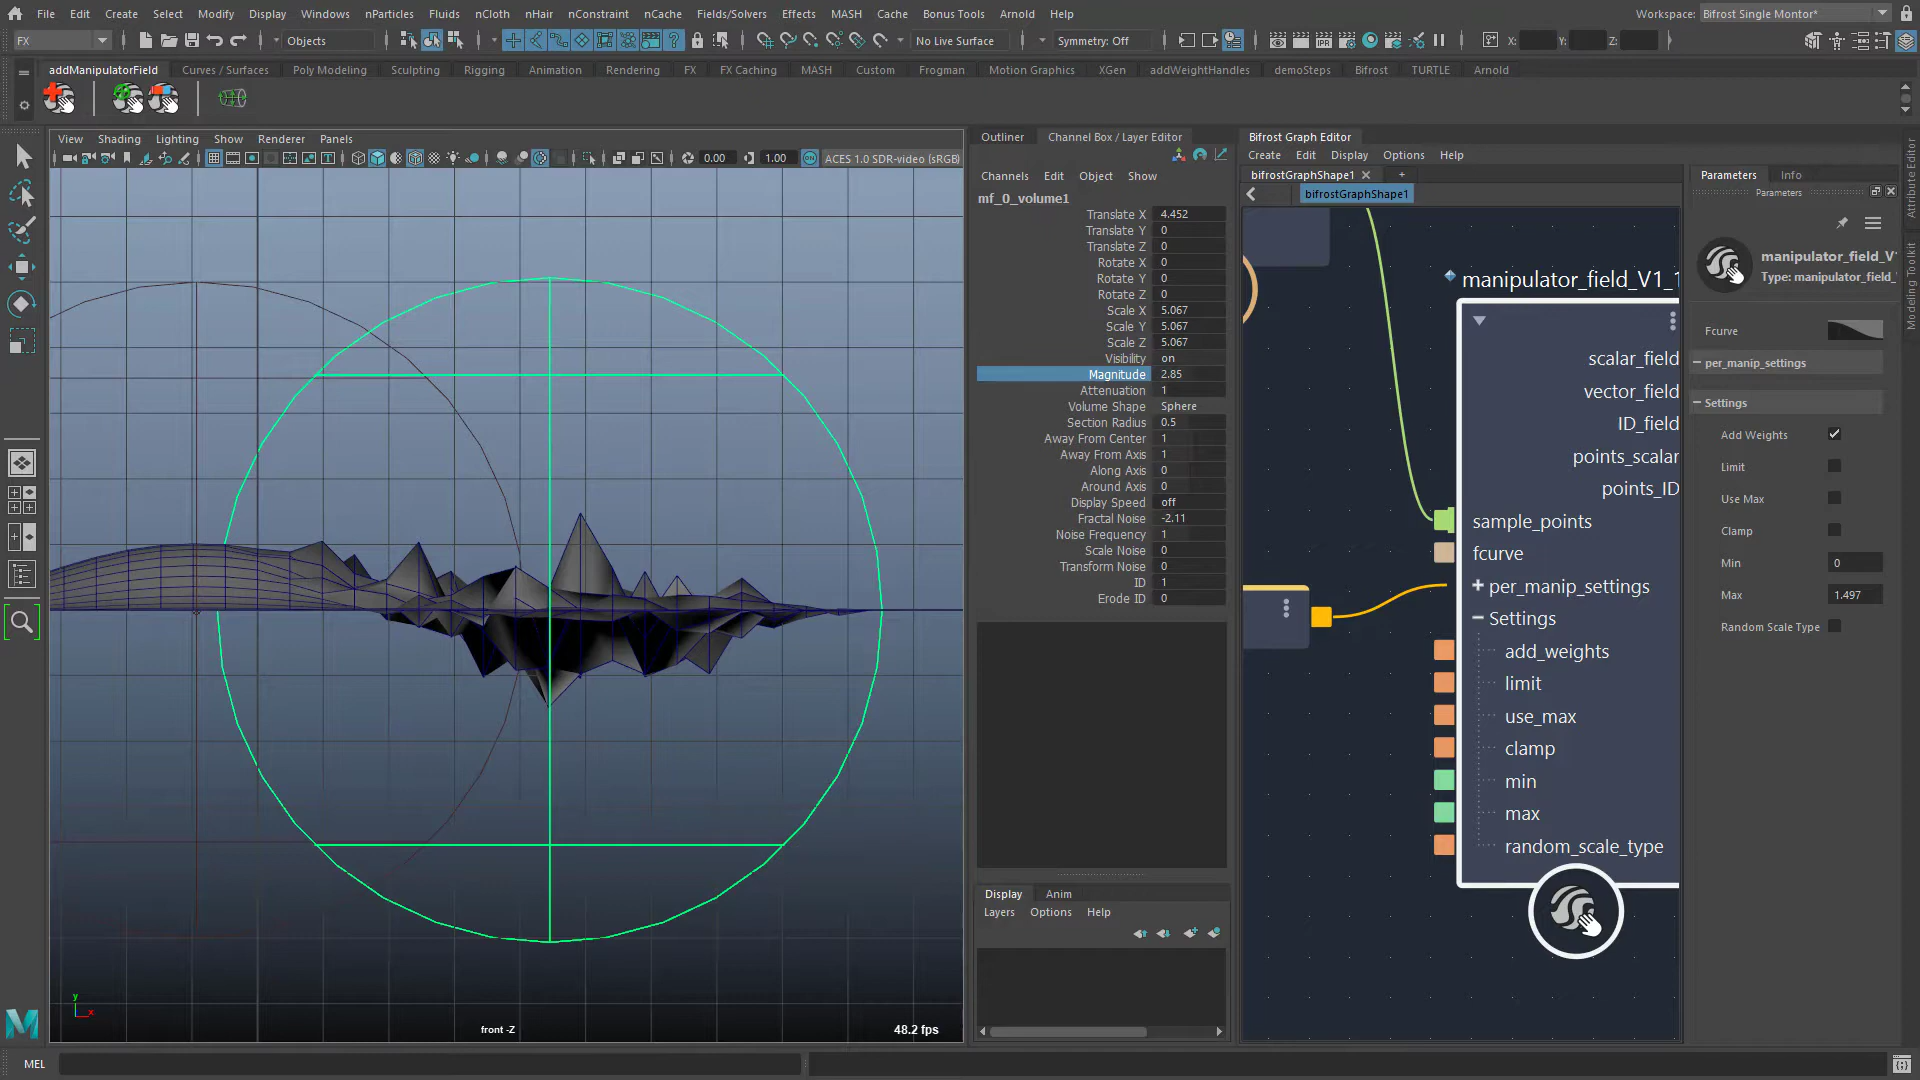 File Edit Create Select Modify Display Windows nParticles Fluids nCloth nHair nConstraint nCache Fields/Solvers Effects MASH Cache Bonus Tools Arnold Help
Workspace: Bifrost Single Montor*
FX Objects No Live Surface Symmetry: Off X: Y: Z:
addManipulatorField Curves / Surfaces Poly Modeling Sculpting Rigging Animation Rendering FX FX Caching MASH Custom Frogman Motion Graphics XGen addWeightHandles demoSteps Bifrost TURTLE Arnold
View Shading Lighting Show Renderer Panels
0.00 1.00 ACES 1.0 SDR-video (sRGB)
front -Z
48.2 fps
y
x
Outliner Channel Box / Layer Editor
Channels Edit Object Show
mf_0_volume1
Translate X 4.452
Translate Y 0
Translate Z 0
Rotate X 0
Rotate Y 0
Rotate Z 0
Scale X 5.067
Scale Y 5.067
Scale Z 5.067
Visibility on
Magnitude 2.85
Attenuation 1
Volume Shape Sphere
Section Radius 0.5
Away From Center 1
Away From Axis 1
Along Axis 0
Around Axis 0
Display Speed off
Fractal Noise -2.11
Noise Frequency 1
Scale Noise 0
Transform Noise 0
ID 1
Erode ID 0
Display Anim
Layers Options Help
Bifrost Graph Editor
Create Edit Display Options Help
bifrostGraphShape1
bifrostGraphShape1
manipulator_field_V1_1
scalar_field
vector_field
ID_field
points_scalar
points_ID
sample_points
fcurve
per_manip_settings
Settings
add_weights
limit
use_max
clamp
min
max
random_scale_type
Parameters Info
Parameters
manipulator_field_V
Type: manipulator_field_
Fcurve
per_manip_settings
Settings
Add Weights
Limit
Use Max
Clamp
Min 0
Max 1.497
Random Scale Type
Attribute Editor
Modeling Toolkit
MEL